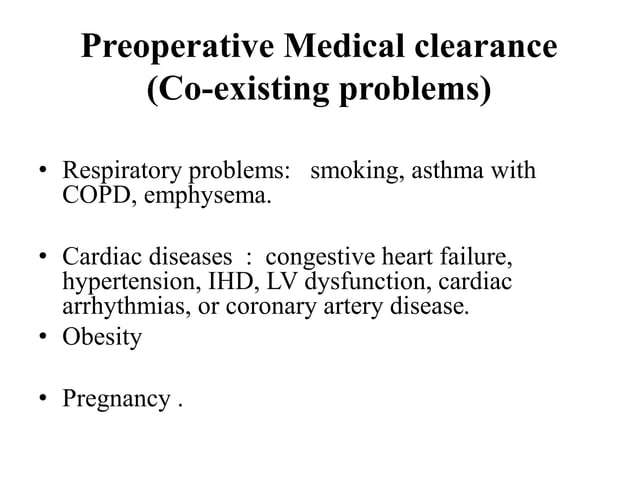 Preoperative Medical clearance
(Co-existing problems)
• Respiratory problems:   smoking, asthma with
COPD, emphysema.
• Cardiac diseases  :  congestive heart failure,
hypertension, IHD, LV dysfunction, cardiac
arrhythmias, or coronary artery disease.
• Obesity
• Pregnancy .